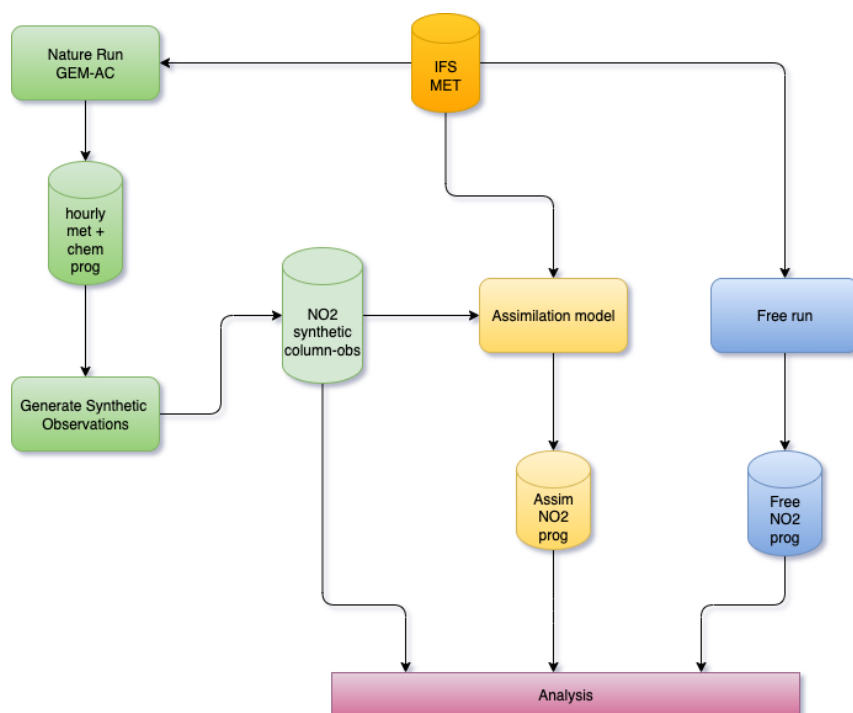 Nature Run
GEM-AC
IFS
MET
hourly
met +
chem
prog
NO2
synthetic
column-obs
Assimilation model
Free run
Generate Synthetic
Observations
Assim
NO2
prog
Free
NO2
prog
Analysis